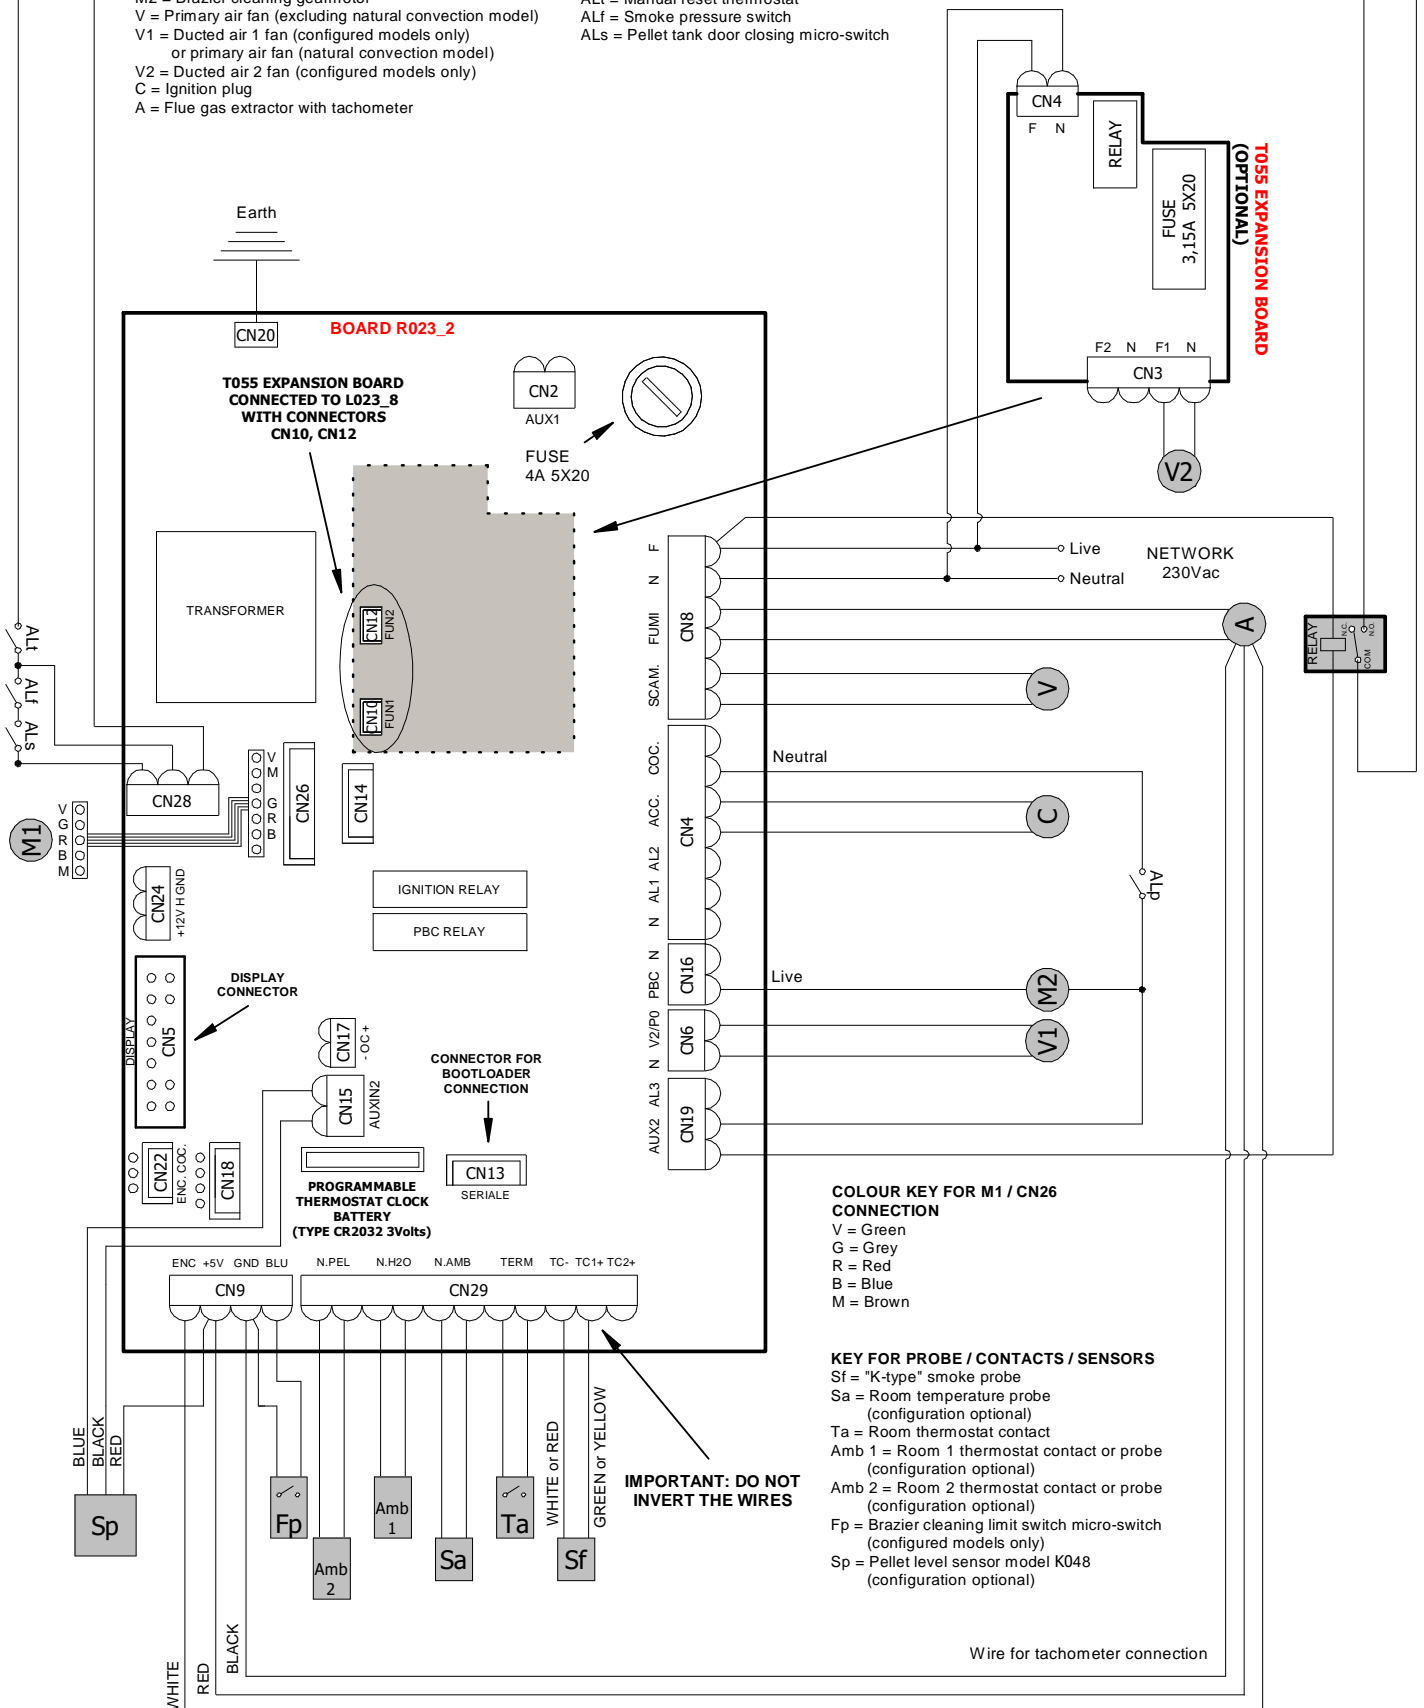 M2 = Brazier cleaning gearmotor
V = Primary air fan (excluding natural convection model)
V1 = Ducted air 1 fan (configured models only)
or primary air fan (natural convection model)
V2 = Ducted air 2 fan (configured models only)
C = Ignition plug
A = Flue gas extractor with tachometer
ALt = Manual reset thermostat
ALf = Smoke pressure switch
ALs = Pellet tank door closing micro-switch
CN4
F N
RELAY
FUSE
3,15A 5X20
T055 EXPANSION BOARD
(OPTIONAL)
F2 N F1 N
CN3
V2
Earth
CN20
BOARD R023_2
T055 EXPANSION BOARD
CONNECTED TO L023_8
WITH CONNECTORS
CN10, CN12
CN2
AUX1
FUSE
4A 5X20
TRANSFORMER
CN12
FUN2
CN10
FUN1
F
N
FUMI
SCAM.
CN8
Live
Neutral
NETWORK
230Vac
A
V
RELAY
N.C.
N.O.
COM
ALt
ALf
ALs
CN28
V
M
G
R
B
CN26
CN14
M1
V
G
R
B
M
COC.
ACC.
AL2
AL1
N
CN4
Neutral
C
ALp
CN24
+12V H GND
IGNITION RELAY
PBC RELAY
N
PBC
CN16
Live
M2
V2/P0
N
CN6
V1
AL3
AUX2
CN19
DISPLAY
CN5
DISPLAY
CONNECTOR
CN17
- OC +
CN15
AUXIN2
CONNECTOR FOR
BOOTLOADER
CONNECTION
CN13
SERIALE
CN22
ENC. COC.
CN18
PROGRAMMABLE
THERMOSTAT CLOCK
BATTERY
(TYPE CR2032 3Volts)
ENC +5V GND BLU
CN9
N.PEL N.H2O N.AMB TERM TC- TC1+ TC2+
CN29
COLOUR KEY FOR M1 / CN26
CONNECTION
V = Green
G = Grey
R = Red
B = Blue
M = Brown
KEY FOR PROBE / CONTACTS / SENSORS
Sf = "K-type" smoke probe
Sa = Room temperature probe
(configuration optional)
Ta = Room thermostat contact
Amb 1 = Room 1 thermostat contact or probe
(configuration optional)
Amb 2 = Room 2 thermostat contact or probe
(configuration optional)
Fp = Brazier cleaning limit switch micro-switch
(configured models only)
Sp = Pellet level sensor model K048
(configuration optional)
BLUE
BLACK
RED
Sp
Fp
Amb
2
Amb
1
Sa
Ta
WHITE or RED
GREEN or YELLOW
Sf
IMPORTANT: DO NOT
INVERT THE WIRES
WHITE
RED
BLACK
Wire for tachometer connection